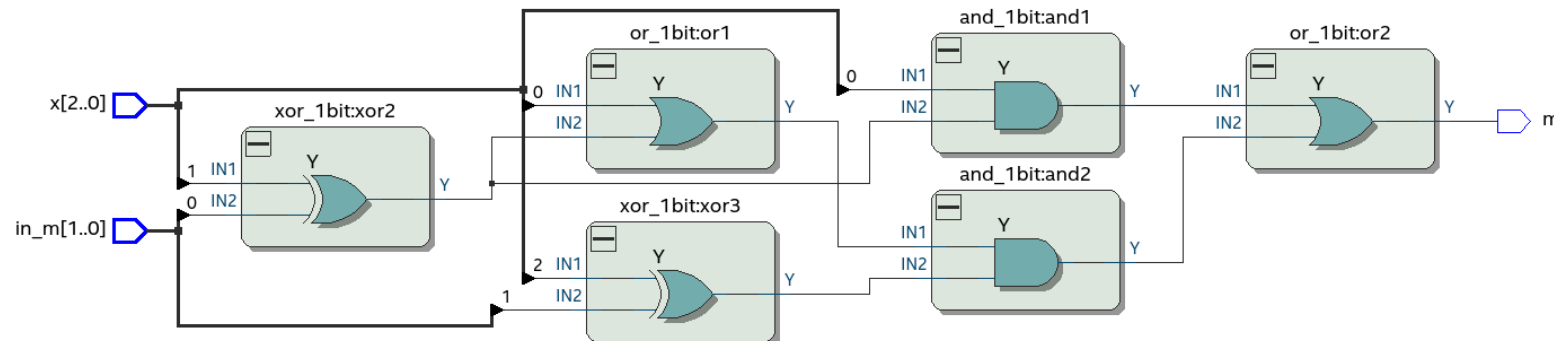 x[2..0]
in_m[1..0]
xor_1bit:xor2
1 IN1
0 IN2
Y
Y
or_1bit:or1
0 IN1
IN2
Y
Y
xor_1bit:xor3
2 IN1
1 IN2
Y
Y
and_1bit:and1
0 IN1
IN2
Y
Y
and_1bit:and2
IN1
IN2
Y
Y
or_1bit:or2
IN1
IN2
Y
Y